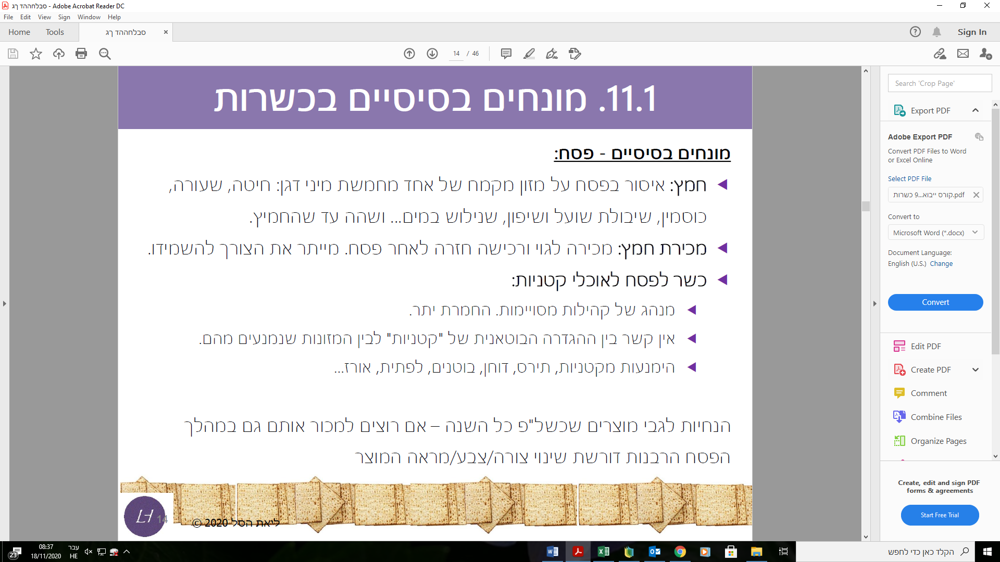 סבלחההד ךג - Adobe Acrobat Reader DC
File Edit View Sign Window Help
Home Tools סבלחההד ךג Sign In
14 / 46
11.1. מונחים בסיסיים בכשרות
מונחים בסיסיים - פסח:
חמץ: איסור בפסח על מזון מקמח של אחד מחמשת מיני דגן: חיטה, שעורה,
כוסמין, שיבולת שועל ושיפון, שנילוש במים... ושהה עד שהחמיץ.
מכירת חמץ: מכירה לגוי ורכישה חזרה לאחר פסח. מייתר את הצורך להשמידו.
כשר לפסח לאוכלי קטניות:
מנהג של קהילות מסויימות. החמרת יתר.
אין קשר בין ההגדרה הבוטאנית של "קטניות" לבין המזונות שנמנעים מהם.
הימנעות מקטניות, תירס, דוחן, בוטנים, לפתית, אורז...
הנחיות לגבי מוצרים שכשל"פ כל השנה – אם רוצים למכור אותם גם במהלך
הפסח הרבנות דורשת שינוי צורה/צבע/מראה המוצר
LH 14
ליאת הסל 2020 ©
Search 'Crop Page'
Export PDF
Adobe Export PDF
Convert PDF Files to Word
or Excel Online
Select PDF File
קורס ייבוא...9 כשרות.pdf
Convert to
Microsoft Word (*.docx)
Document Language:
English (U.S.) Change
Convert
Edit PDF
Create PDF
Comment
Combine Files
Organize Pages
Create, edit and sign PDF
forms & agreements
Start Free Trial
23
08:37
18/11/2020
עבר
HE
הקלד כאן כדי לחפש